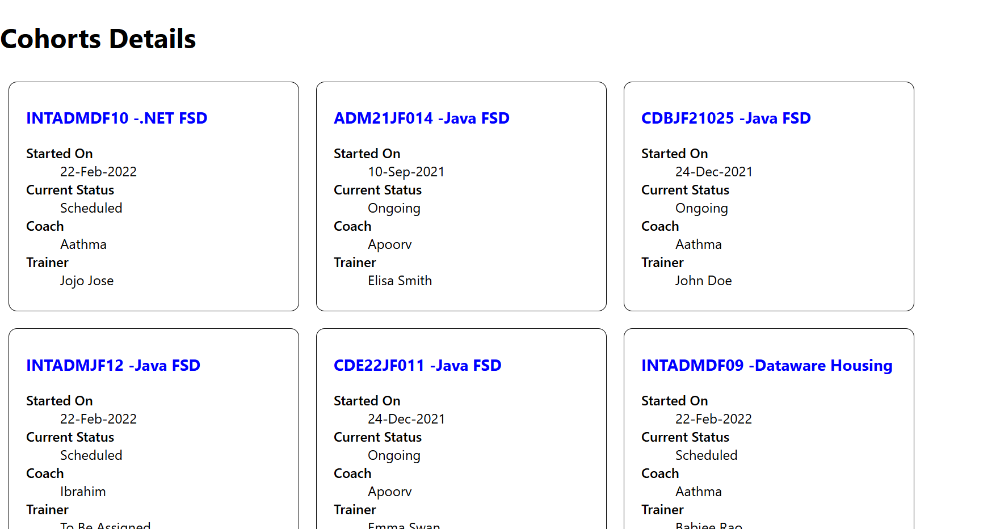 Cohorts Details
INTADMDF10 -.NET FSD
Started On
22-Feb-2022
Current Status
Scheduled
Coach
Aathma
Trainer
Jojo Jose
ADM21JF014 -Java FSD
Started On
10-Sep-2021
Current Status
Ongoing
Coach
Apoorv
Trainer
Elisa Smith
CDBJF21025 -Java FSD
Started On
24-Dec-2021
Current Status
Ongoing
Coach
Aathma
Trainer
John Doe
INTADMJF12 -Java FSD
Started On
22-Feb-2022
Current Status
Scheduled
Coach
Ibrahim
Trainer
To Be Assigned
CDE22JF011 -Java FSD
Started On
24-Dec-2021
Current Status
Ongoing
Coach
Apoorv
Trainer
Emma Swan
INTADMDF09 -Dataware Housing
Started On
22-Feb-2022
Current Status
Scheduled
Coach
Aathma
Trainer
Babjee Rao